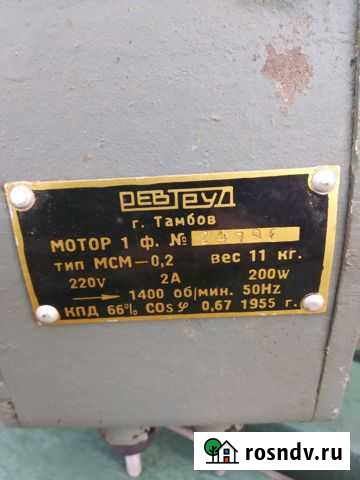 РЕВТРУД
г. Тамбов
МОТОР 1 ф. №
тип МСМ-0,2 вес 11 кг.
220V 2А 200W
1400 об/мин. 50Hz
КПД 66% COS φ 0,67 1955 г.
rosndv.ru